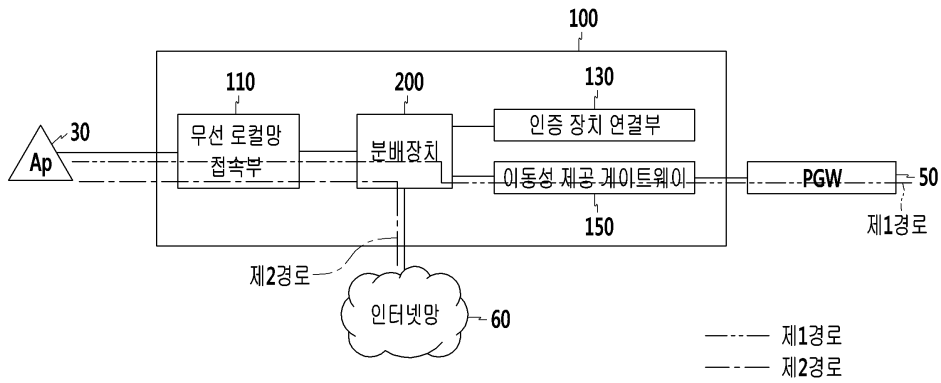 100
110
200
130
30
Ap
무선 로컬망
접속부
분배장치
인증 장치 연결부
이동성 제공 게이트웨이
150
PGW
50
제1경로
제2경로
인터넷망
60
제1경로
제2경로